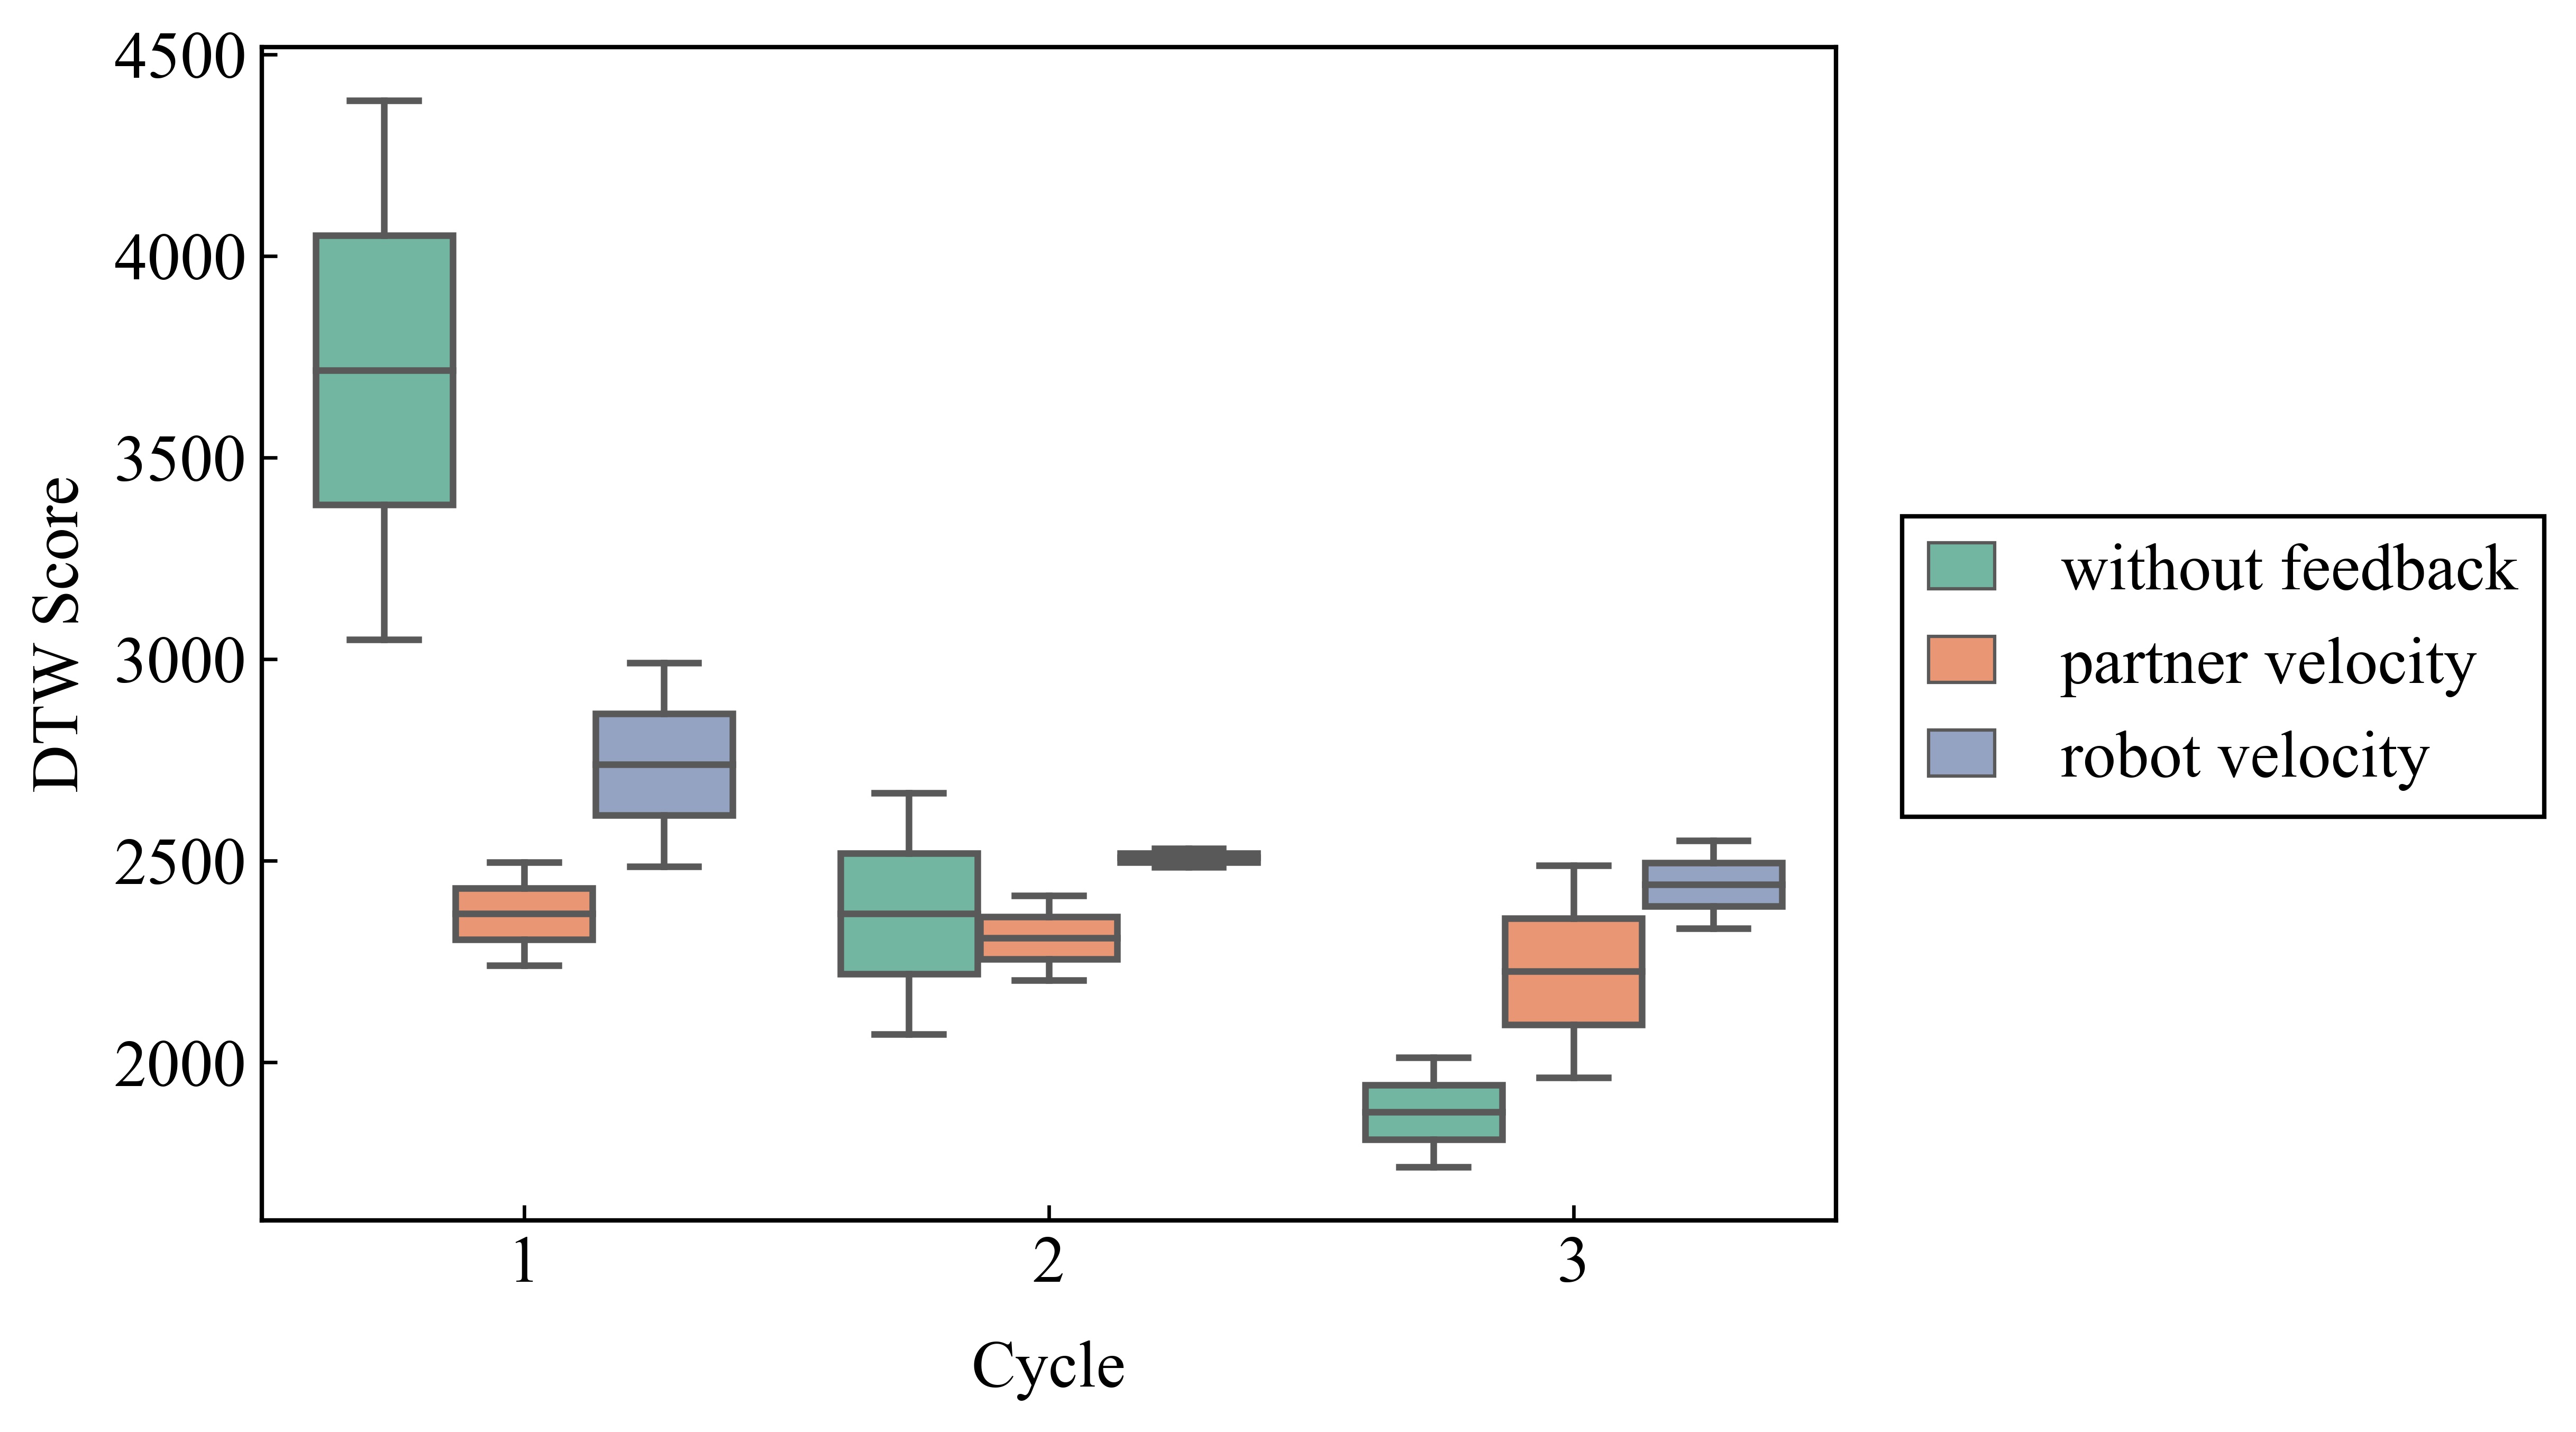 4500
4000
3500
3000
2500
2000
DTW Score
1
2
3
Cycle
without feedback
partner velocity
robot velocity